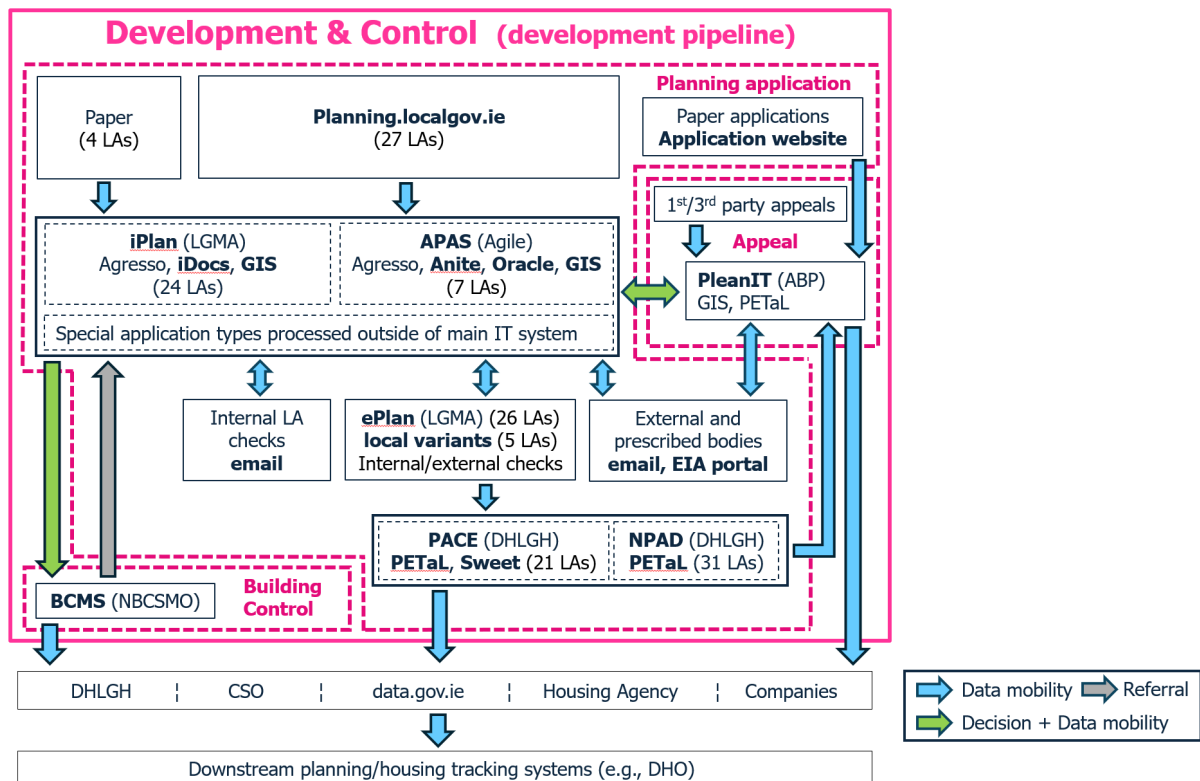 Development & Control (development pipeline)
Planning application
Paper
(4 LAs)
Planning.localgov.ie
(27 LAs)
Paper applications
Application website
1st/3rd party appeals
Appeal
iPlan (LGMA)
Agresso, iDocs, GIS
(24 LAs)
APAS (Agile)
Agresso, Anite, Oracle, GIS
(7 LAs)
PleanIT (ABP)
GIS, PETaL
Special application types processed outside of main IT system
Internal LA
checks
email
ePlan (LGMA) (26 LAs)
local variants (5 LAs)
Internal/external checks
External and
prescribed bodies
email, EIA portal
PACE (DHLGH)
PETaL, Sweet (21 LAs)
NPAD (DHLGH)
PETaL (31 LAs)
BCMS (NBCSMO)
Building
Control
DHLGH
CSO
data.gov.ie
Housing Agency
Companies
Data mobility
Referral
Decision + Data mobility
Downstream planning/housing tracking systems (e.g., DHO)